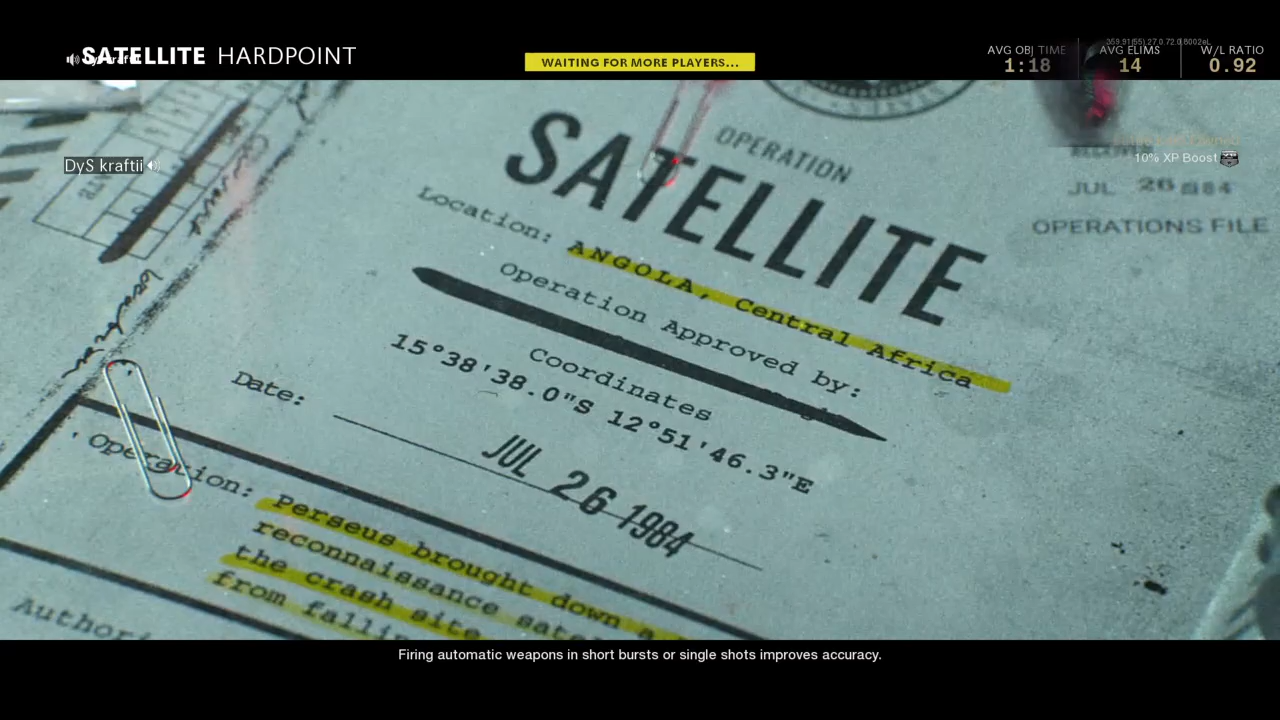 SATELLITE HARDPOINT
WAITING FOR MORE PLAYERS...
AVG OBJ TIME
1:18
AVG ELIMS
14
W/L RATIO
0.92
DyS kraftii
10% XP Boost
OPERATION
SATELLITE
Location: ANGOLA, Central Africa
Operation Approved by:
Coordinates
15°38'38.0"S 12°51'46.3"E
Date:
JUL 26 1984
JUL 26 1984
OPERATIONS FILE
Operation: Perseus brought down a
reconnaissance
the crash site
from
Firing automatic weapons in short bursts or single shots improves accuracy.